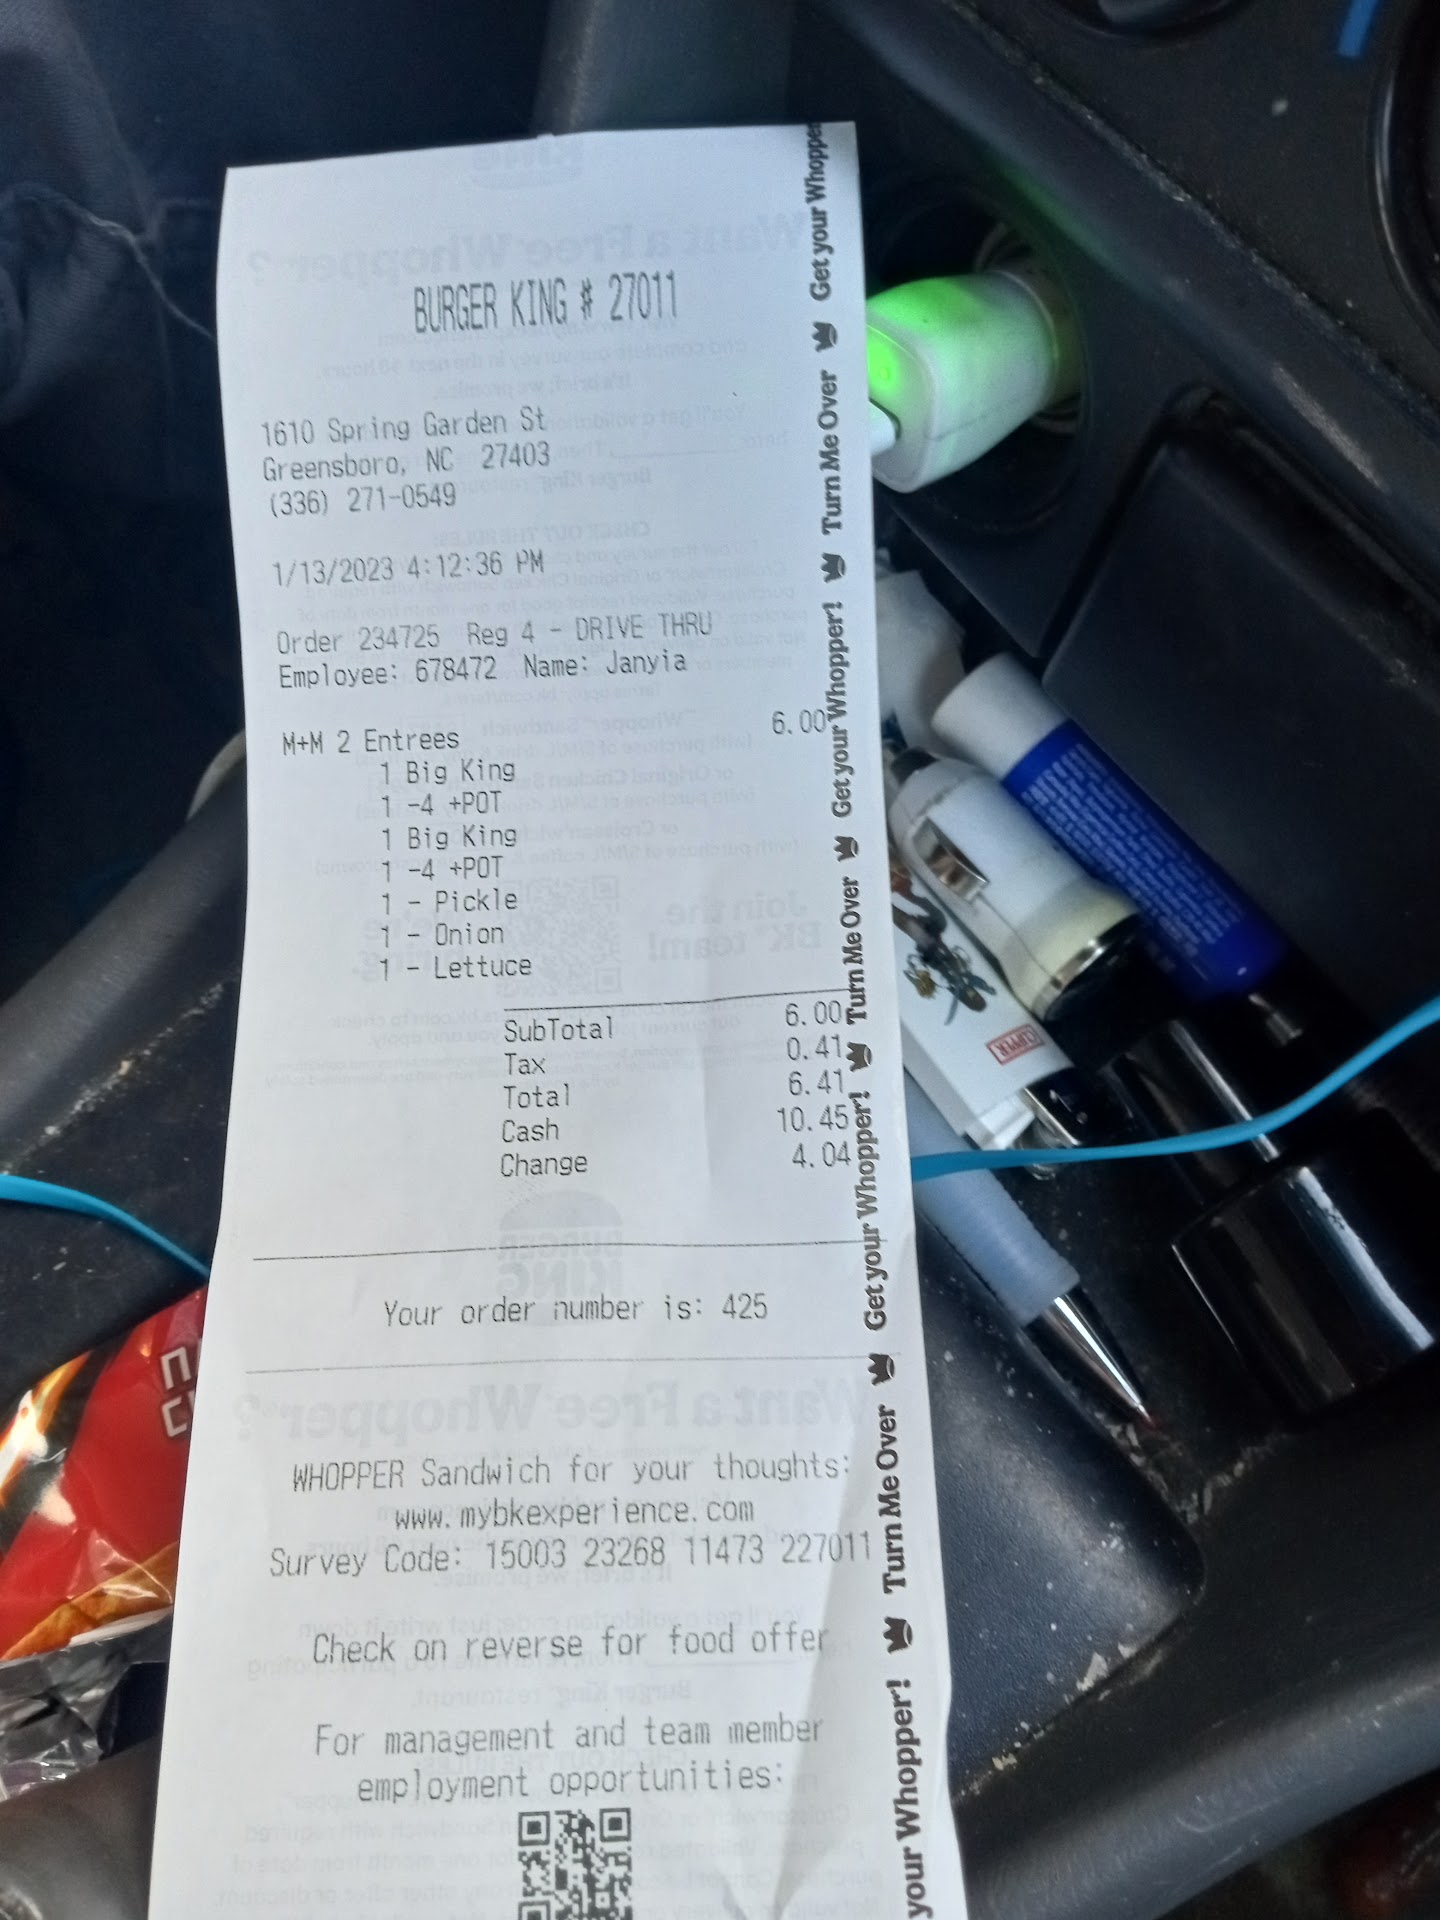 BURGER KING # 27011
1610 Spring Garden St
Greensboro, NC 27403
(336) 271-0549
1/13/2023 4:12:36 PM
Order 234725 Reg 4 - DRIVE THRU
Employee: 678472 Name: Janyia
M+M 2 Entrees 6.00
1 Big King
1 -4 +POT
1 Big King
1 -4 +POT
1 - Pickle
1 - Onion
1 - Lettuce
SubTotal 6.00
Tax 0.41
Total 6.41
Cash 10.45
Change 4.04
Your order number is: 425
WHOPPER Sandwich for your thoughts:
www.mybkexperience.com
Survey Code: 15003 23268 11473 227011
Check on reverse for food offer
For management and team member
employment opportunities:
your Whopper! Turn Me Over Get your Whopper! Turn Me Over Get your Whopper! Turn Me Over Get your Whopper
CLIPPER